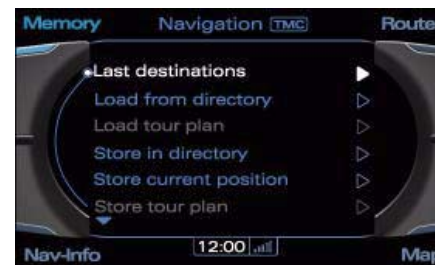 Memory Navigation TMC Route
Last destinations
Load from directory
Load tour plan
Store in directory
Store current position
Store tour plan
Nav-Info 12:00 Map